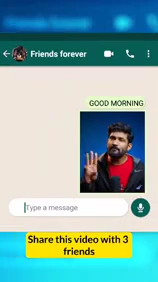 Friends forever
GOOD MORNING
Type a message
Share this video with 3
friends